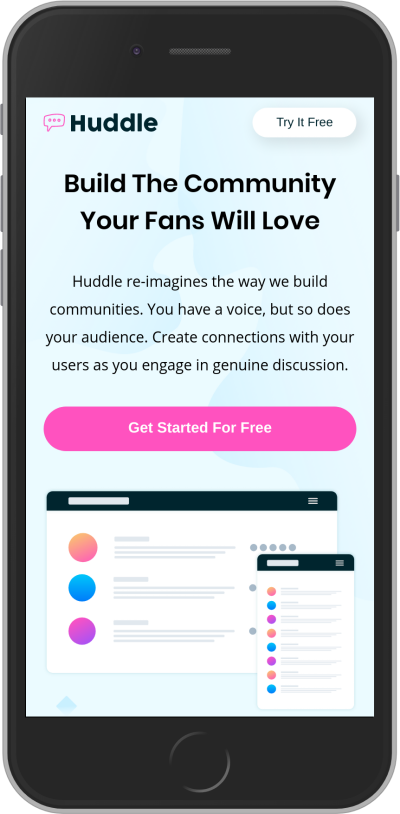 Huddle
Try It Free
Build The Community
Your Fans Will Love
Huddle re-imagines the way we build
communities. You have a voice, but so does
your audience. Create connections with your
users as you engage in genuine discussion.
Get Started For Free